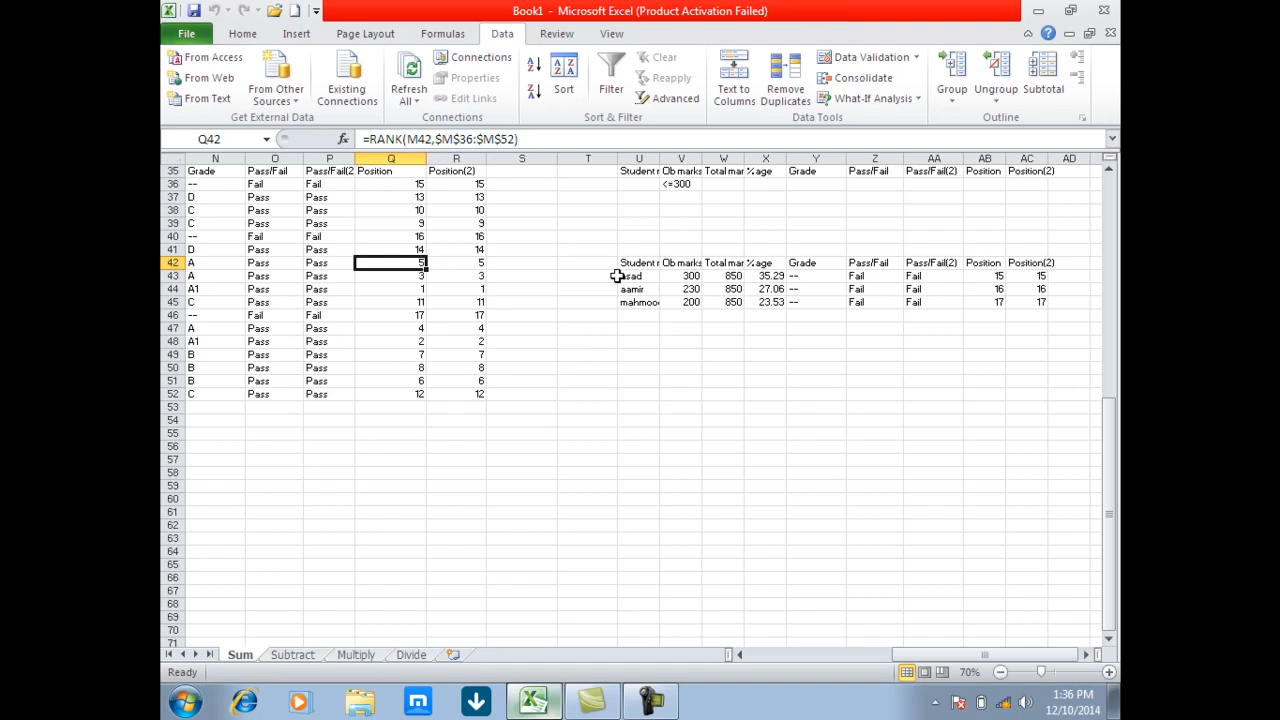 Book1 - Microsoft Excel (Product Activation Failed)
File Home Insert Page Layout Formulas Data Review View
From Access
From Web
From Text
From Other Sources
Existing Connections
Get External Data
Refresh All
Connections
Properties
Edit Links
Connections
Sort
Filter
Clear
Reapply
Advanced
Sort & Filter
Text to Columns
Remove Duplicates
Data Validation
Consolidate
What-If Analysis
Data Tools
Group
Ungroup
Subtotal
Outline
Q42 fx =RANK(M42,$M$36:$M$52)
N O P Q R S T U V W X Y Z AA AB AC AD
35 Grade Pass/Fail Pass/Fail(2 Position Position(2) Student r Ob marks Total mar %age Grade Pass/Fail Pass/Fail(2) Position Position(2)
36 -- Fail Fail 15 15 <=300
37 D Pass Pass 13 13
38 C Pass Pass 10 10
39 C Pass Pass 9 9
40 -- Fail Fail 16 16
41 D Pass Pass 14 14
42 A Pass Pass 5 5 Student r Ob marks Total mar %age Grade Pass/Fail Pass/Fail(2) Position Position(2)
43 A Pass Pass 3 3 asad 300 850 35.29 -- Fail Fail 15 15
44 A1 Pass Pass 1 1 aamir 230 850 27.06 -- Fail Fail 16 16
45 C Pass Pass 11 11 mahmoo 200 850 23.53 -- Fail Fail 17 17
46 -- Fail Fail 17 17
47 A Pass Pass 4 4
48 A1 Pass Pass 2 2
49 B Pass Pass 7 7
50 B Pass Pass 8 8
51 B Pass Pass 6 6
52 C Pass Pass 12 12
53
54
55
56
57
58
59
60
61
62
63
64
65
66
67
68
69
70
71
Sum Subtract Multiply Divide
Ready 70%
1:36 PM
12/10/2014